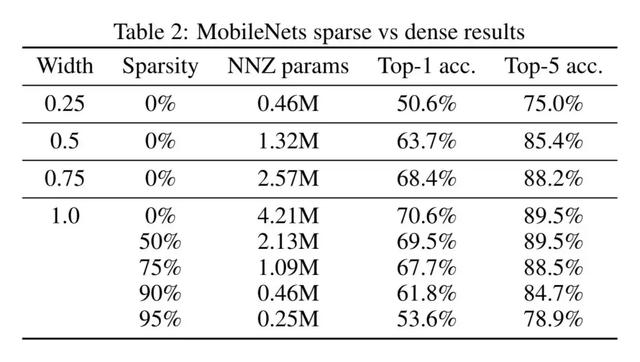 Table 2: MobileNets sparse vs dense results
Width Sparsity NNZ params Top-1 acc. Top-5 acc.
0.25 0% 0.46M 50.6% 75.0%
0.5 0% 1.32M 63.7% 85.4%
0.75 0% 2.57M 68.4% 88.2%
1.0 0% 4.21M 70.6% 89.5%
50% 2.13M 69.5% 89.5%
75% 1.09M 67.7% 88.5%
90% 0.46M 61.8% 84.7%
95% 0.25M 53.6% 78.9%